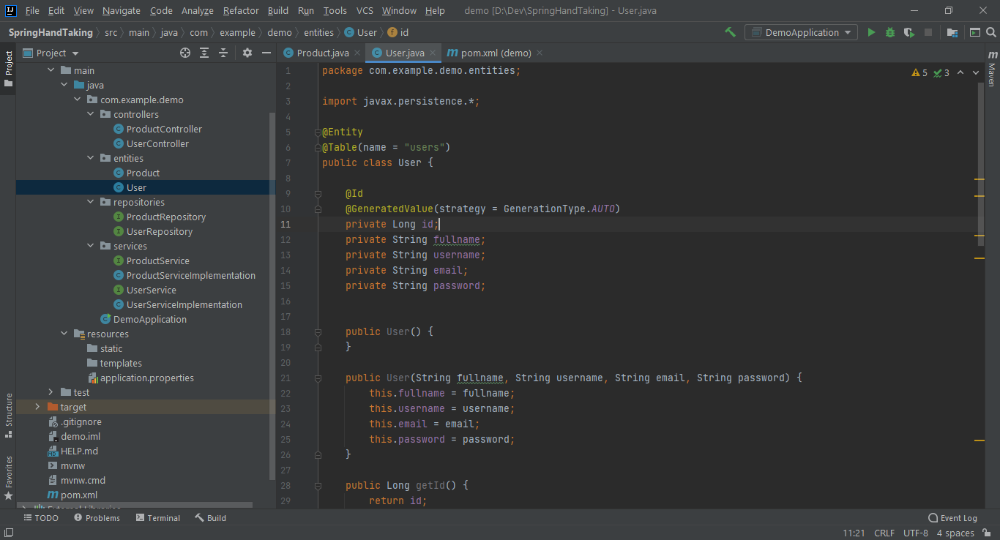 File Edit View Navigate Code Analyze Refactor Build Run Tools VCS Window Help demo [D:\Dev\SpringHandTaking] - User.java
SpringHandTaking src main java com example demo entities User id DemoApplication
Project Product.java User.java pom.xml (demo)
Project
Structure
Favorites
main
java
com.example.demo
controllers
ProductController
UserController
entities
Product
User
repositories
ProductRepository
UserRepository
services
ProductService
ProductServiceImplementation
UserService
UserServiceImplementation
DemoApplication
resources
static
templates
application.properties
test
target
.gitignore
demo.iml
HELP.md
mvnw
mvnw.cmd
pom.xml
External Libraries
5 3
Maven
1 package com.example.demo.entities;
2
3 import javax.persistence.*;
4
5 @Entity
6 @Table(name = "users")
7 public class User {
8
9 @Id
10 @GeneratedValue(strategy = GenerationType.AUTO)
11 private Long id;
12 private String fullname;
13 private String username;
14 private String email;
15 private String password;
16
17
18 public User() {
19 }
20
21 public User(String fullname, String username, String email, String password) {
22 this.fullname = fullname;
23 this.username = username;
24 this.email = email;
25 this.password = password;
26 }
27
28 public Long getId() {
29 return id;
TODO Problems Terminal Build Event Log
11:21 CRLF UTF-8 4 spaces